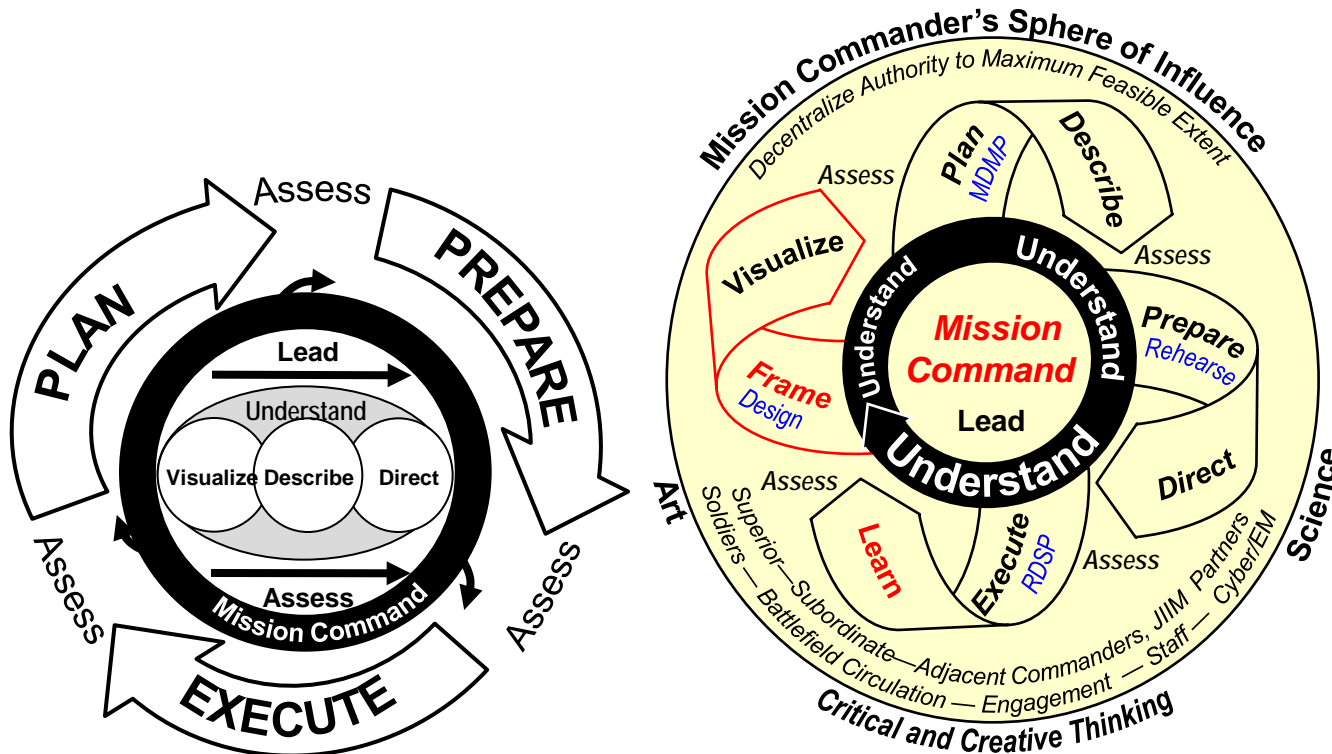 Assess
PLAN
PREPARE
Lead
Understand
Visualize
Describe
Direct
Assess
Mission Command
Assess
Assess
EXECUTE
Mission Commander’s Sphere of Influence
Decentralize Authority to Maximum Feasible Extent
Assess
Plan
MDMP
Describe
Assess
Visualize
Understand
Understand
Prepare
Rehearse
Mission
Command
Lead
Frame
Design
Understand
Direct
Assess
Learn
Execute
RDSP
Assess
Art
Science
Superior—Subordinate—Adjacent Commanders, JIIM Partners
Soldiers — Battlefield Circulation — Engagement — Staff — Cyber/EM
Critical and Creative Thinking